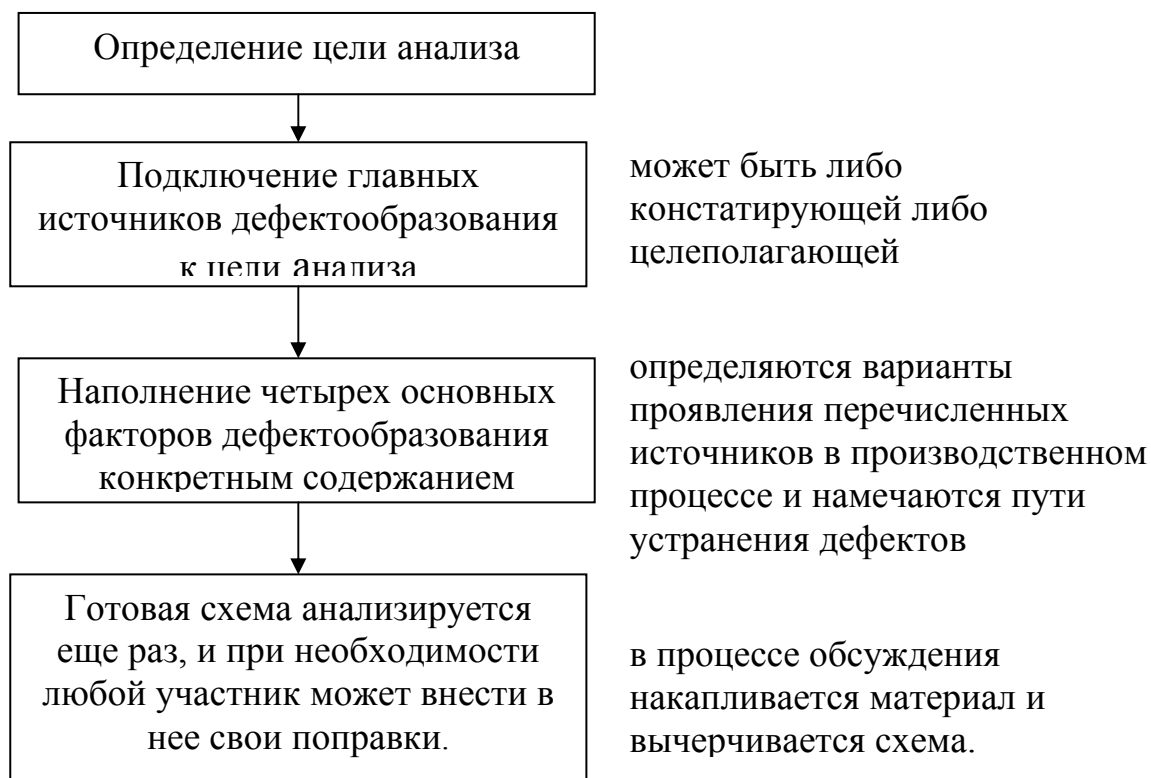 Определение цели анализа
Подключение главных
источников дефектообразования
к цели анализа
может быть либо
констатирующей либо
целеполагающей
Наполнение четырех основных
факторов дефектообразования
конкретным содержанием
определяются варианты
проявления перечисленных
источников в производственном
процессе и намечаются пути
устранения дефектов
Готовая схема анализируется
еще раз, и при необходимости
любой участник может внести в
нее свои поправки.
в процессе обсуждения
накапливается материал и
вычерчивается схема.